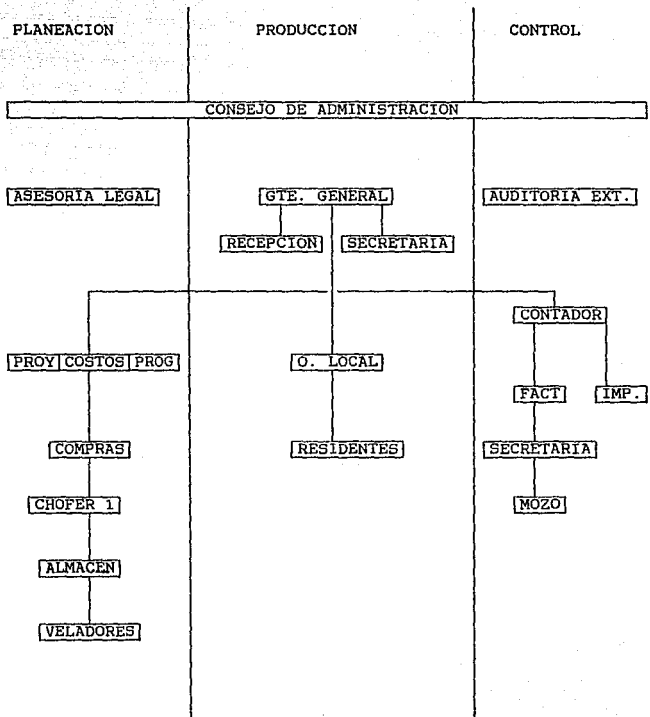 PLANEACION PRODUCCION CONTROL
CONSEJO DE ADMINISTRACION
ASESORIA LEGAL GTE. GENERAL AUDITORIA EXT.
RECEPCION SECRETARIA
CONTADOR
PROY COSTOS PROG O. LOCAL
FACT IMP.
COMPRAS RESIDENTES SECRETARIA
CHOFER 1 MOZO
ALMACEN
VELADORES